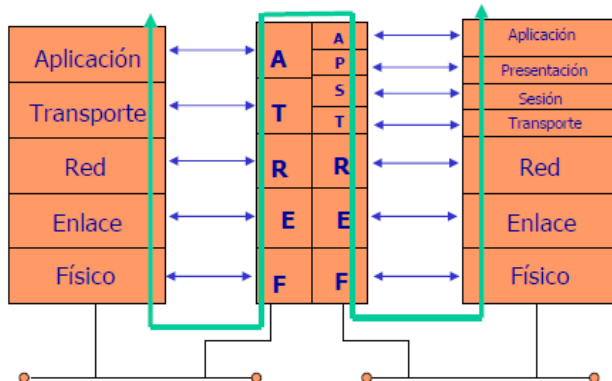 Aplicación
Transporte
Red
Enlace
Físico
A
T
R
E
F
A
P
S
T
R
E
F
Aplicación
Presentación
Sesión
Transporte
Red
Enlace
Físico